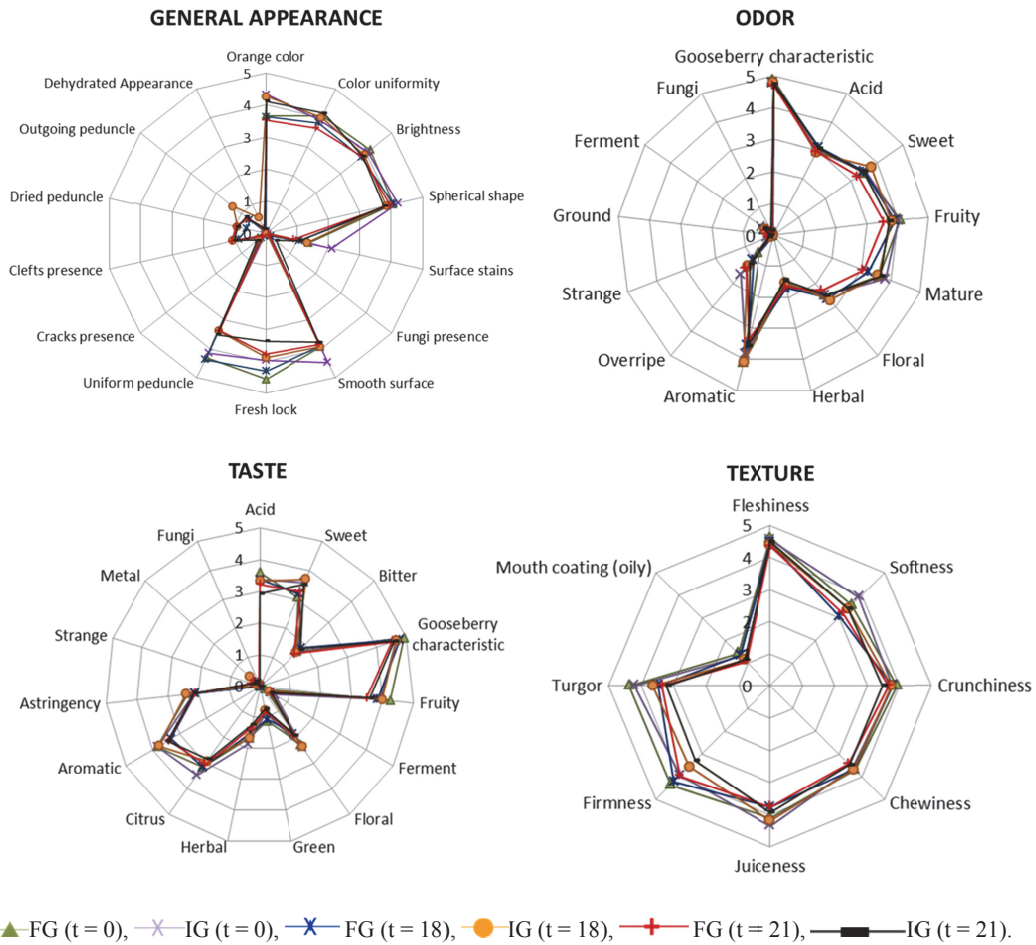 GENERAL APPEARANCE
Orange color
Color uniformity
Brightness
Spherical shape
Surface stains
Fungi presence
Smooth surface
Fresh lock
Uniform peduncle
Cracks presence
Clefts presence
Dried peduncle
Outgoing peduncle
Dehydrated Appearance
5
4
3
2
1
0
ODOR
Gooseberry characteristic
Acid
Sweet
Fruity
Mature
Floral
Herbal
Aromatic
Overripe
Strange
Ground
Ferment
Fungi
5
4
3
2
1
0
TASTE
Acid
Sweet
Bitter
Gooseberry
characteristic
Fruity
Ferment
Floral
Green
Herbal
Citrus
Aromatic
Astringency
Strange
Metal
Fungi
5
4
3
2
1
0
TEXTURE
Fleshiness
Softness
Crunchiness
Chewiness
Juiceness
Firmness
Turgor
Mouth coating (oily)
5
4
3
2
1
0
FG (t = 0), IG (t = 0), FG (t = 18), IG (t = 18), FG (t = 21), IG (t = 21).